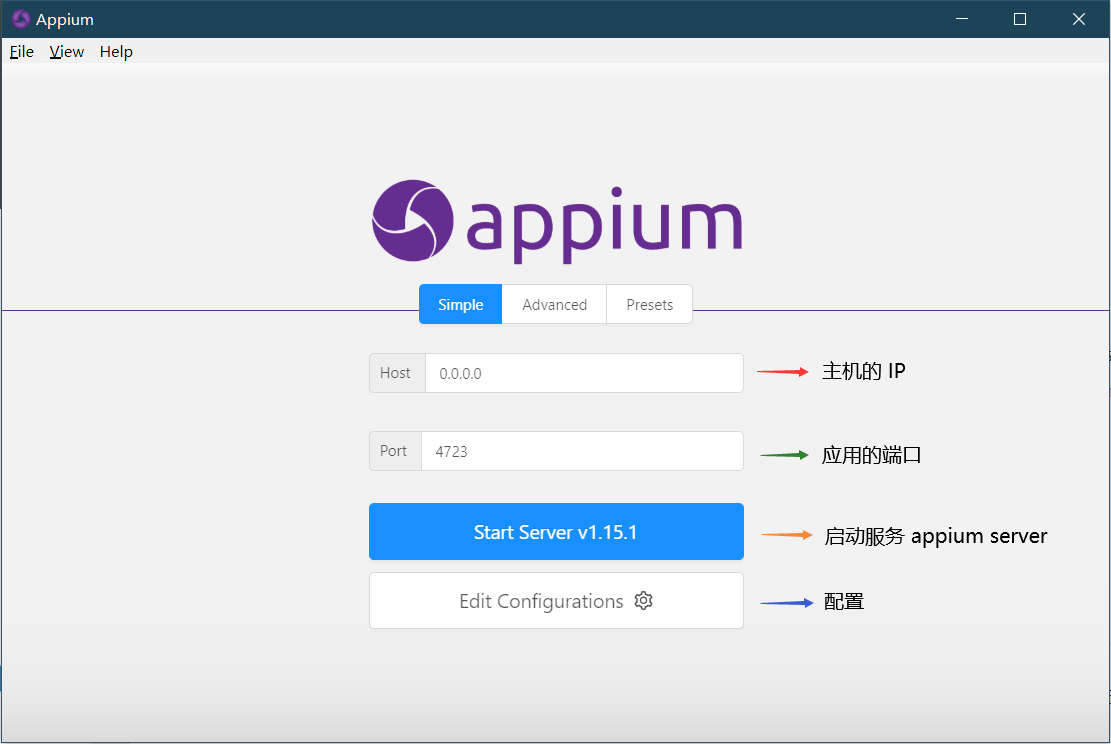 Appium
File View Help
appium
Simple Advanced Presets
Host 0.0.0.0 主机的 IP
Port 4723 应用的端口
Start Server v1.15.1 启动服务 appium server
Edit Configurations 配置